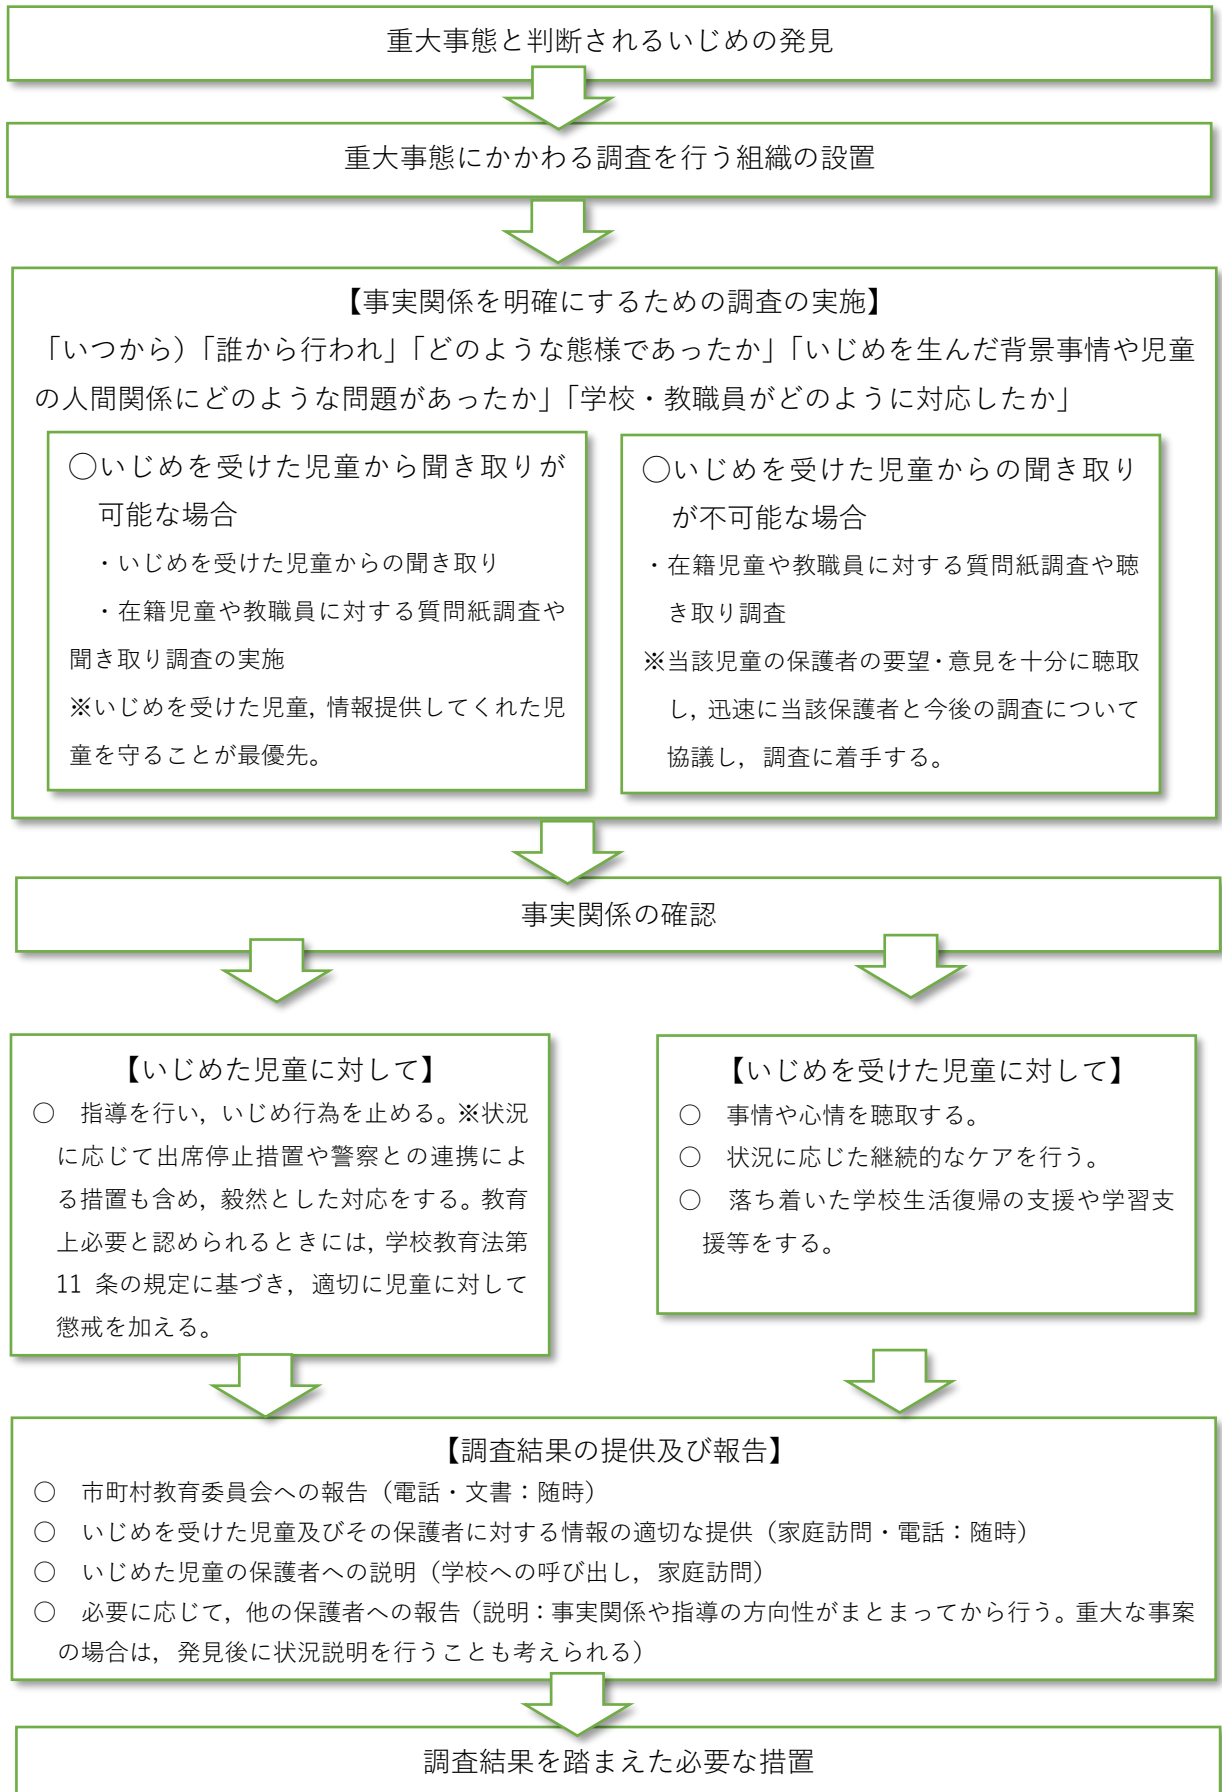 重大事態と判断されるいじめの発見
重大事態にかかわる調査を行う組織の設置
【事実関係を明確にするための調査の実施】
「いつから）「誰から行われ」「どのような態様であったか」「いじめを生んだ背景事情や児童
の人間関係にどのような問題があったか」「学校・教職員がどのように対応したか」
○いじめを受けた児童から聞き取りが
可能な場合
・いじめを受けた児童からの聞き取り
・在籍児童や教職員に対する質問紙調査や
聞き取り調査の実施
※いじめを受けた児童，情報提供してくれた児
童を守ることが最優先。
○いじめを受けた児童からの聞き取り
が不可能な場合
・在籍児童や教職員に対する質問紙調査や聴
き取り調査
※当該児童の保護者の要望・意見を十分に聴取
し，迅速に当該保護者と今後の調査について
協議し，調査に着手する。
事実関係の確認
【いじめた児童に対して】
○　指導を行い，いじめ行為を止める。※状況
に応じて出席停止措置や警察との連携によ
る措置も含め，毅然とした対応をする。教育
上必要と認められるときには，学校教育法第
11 条の規定に基づき，適切に児童に対して
懲戒を加える。
【いじめを受けた児童に対して】
○　事情や心情を聴取する。
○　状況に応じた継続的なケアを行う。
○　落ち着いた学校生活復帰の支援や学習支
援等をする。
【調査結果の提供及び報告】
○　市町村教育委員会への報告（電話・文書：随時）
○　いじめを受けた児童及びその保護者に対する情報の適切な提供（家庭訪問・電話：随時）
○　いじめた児童の保護者への説明（学校への呼び出し，家庭訪問）
○　必要に応じて，他の保護者への報告（説明：事実関係や指導の方向性がまとまってから行う。重大な事案
の場合は，発見後に状況説明を行うことも考えられる）
調査結果を踏まえた必要な措置